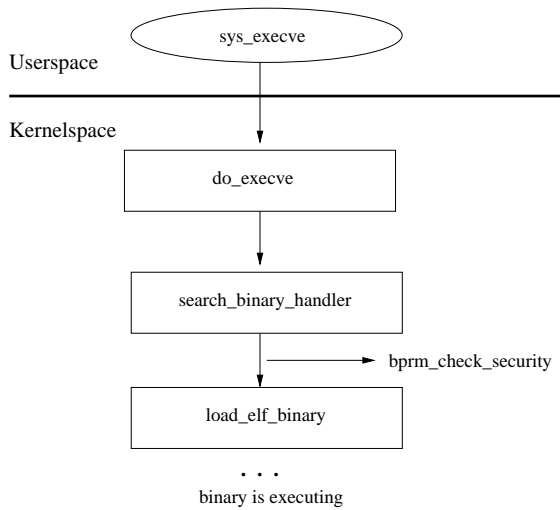 sys_execve
Userspace
Kernelspace
do_execve
search_binary_handler
bprm_check_security
load_elf_binary
. . .
binary is executing